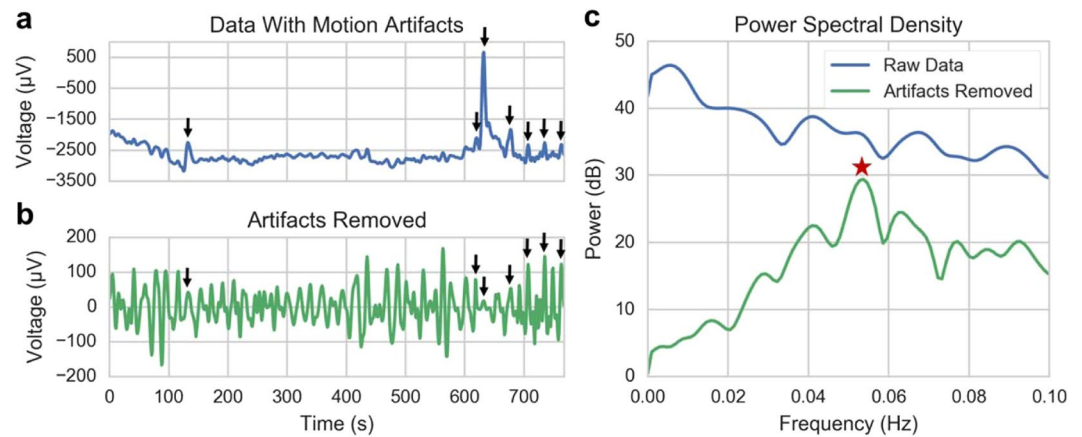 a
Data With Motion Artifacts
500
−500
−1500
−2500
−3500
Voltage (µV)
b
Artifacts Removed
200
100
0
−100
−200
Voltage (µV)
0 100 200 300 400 500 600 700
Time (s)
c
Power Spectral Density
50
40
30
20
10
0
Power (dB)
Raw Data
Artifacts Removed
0.00 0.02 0.04 0.06 0.08 0.10
Frequency (Hz)